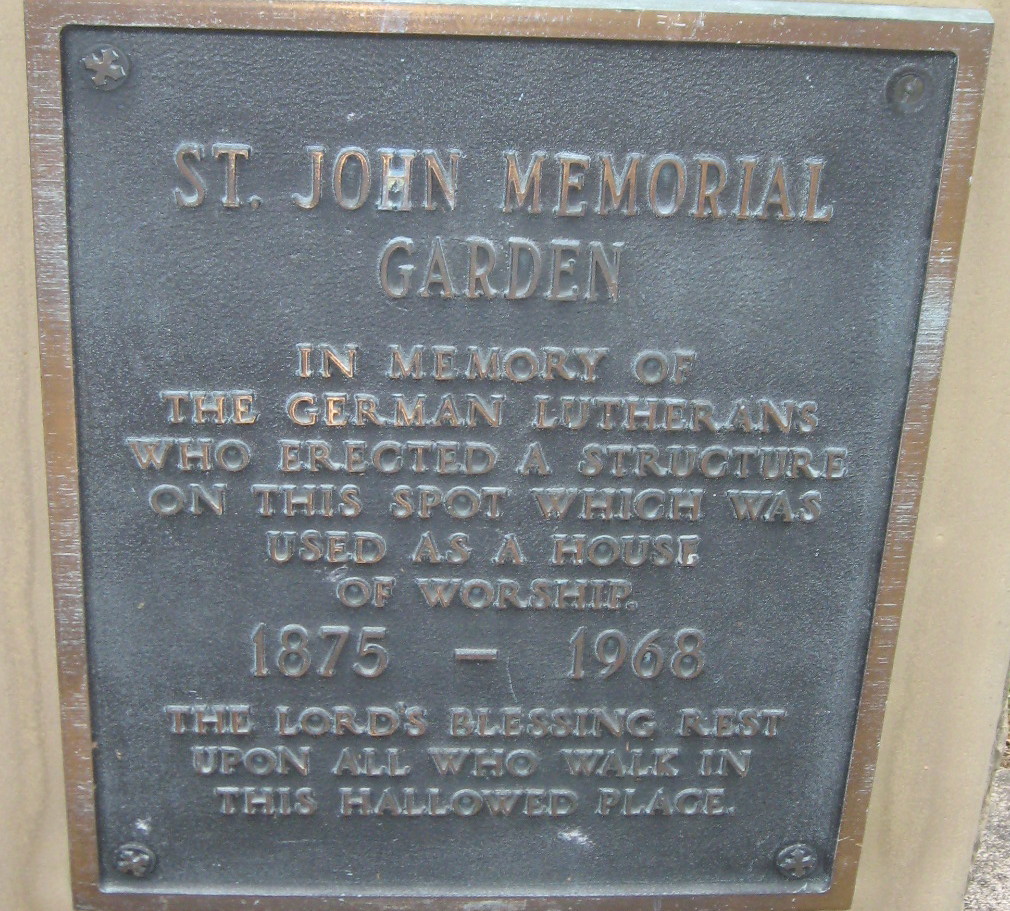 ST. JOHN MEMORIAL
GARDEN
IN MEMORY OF
THE GERMAN LUTHERANS
WHO ERECTED A STRUCTURE
ON THIS SPOT WHICH WAS
USED AS A HOUSE
OF WORSHIP.
1875 - 1968
THE LORD'S BLESSING REST
UPON ALL WHO WALK IN
THIS HALLOWED PLACE.